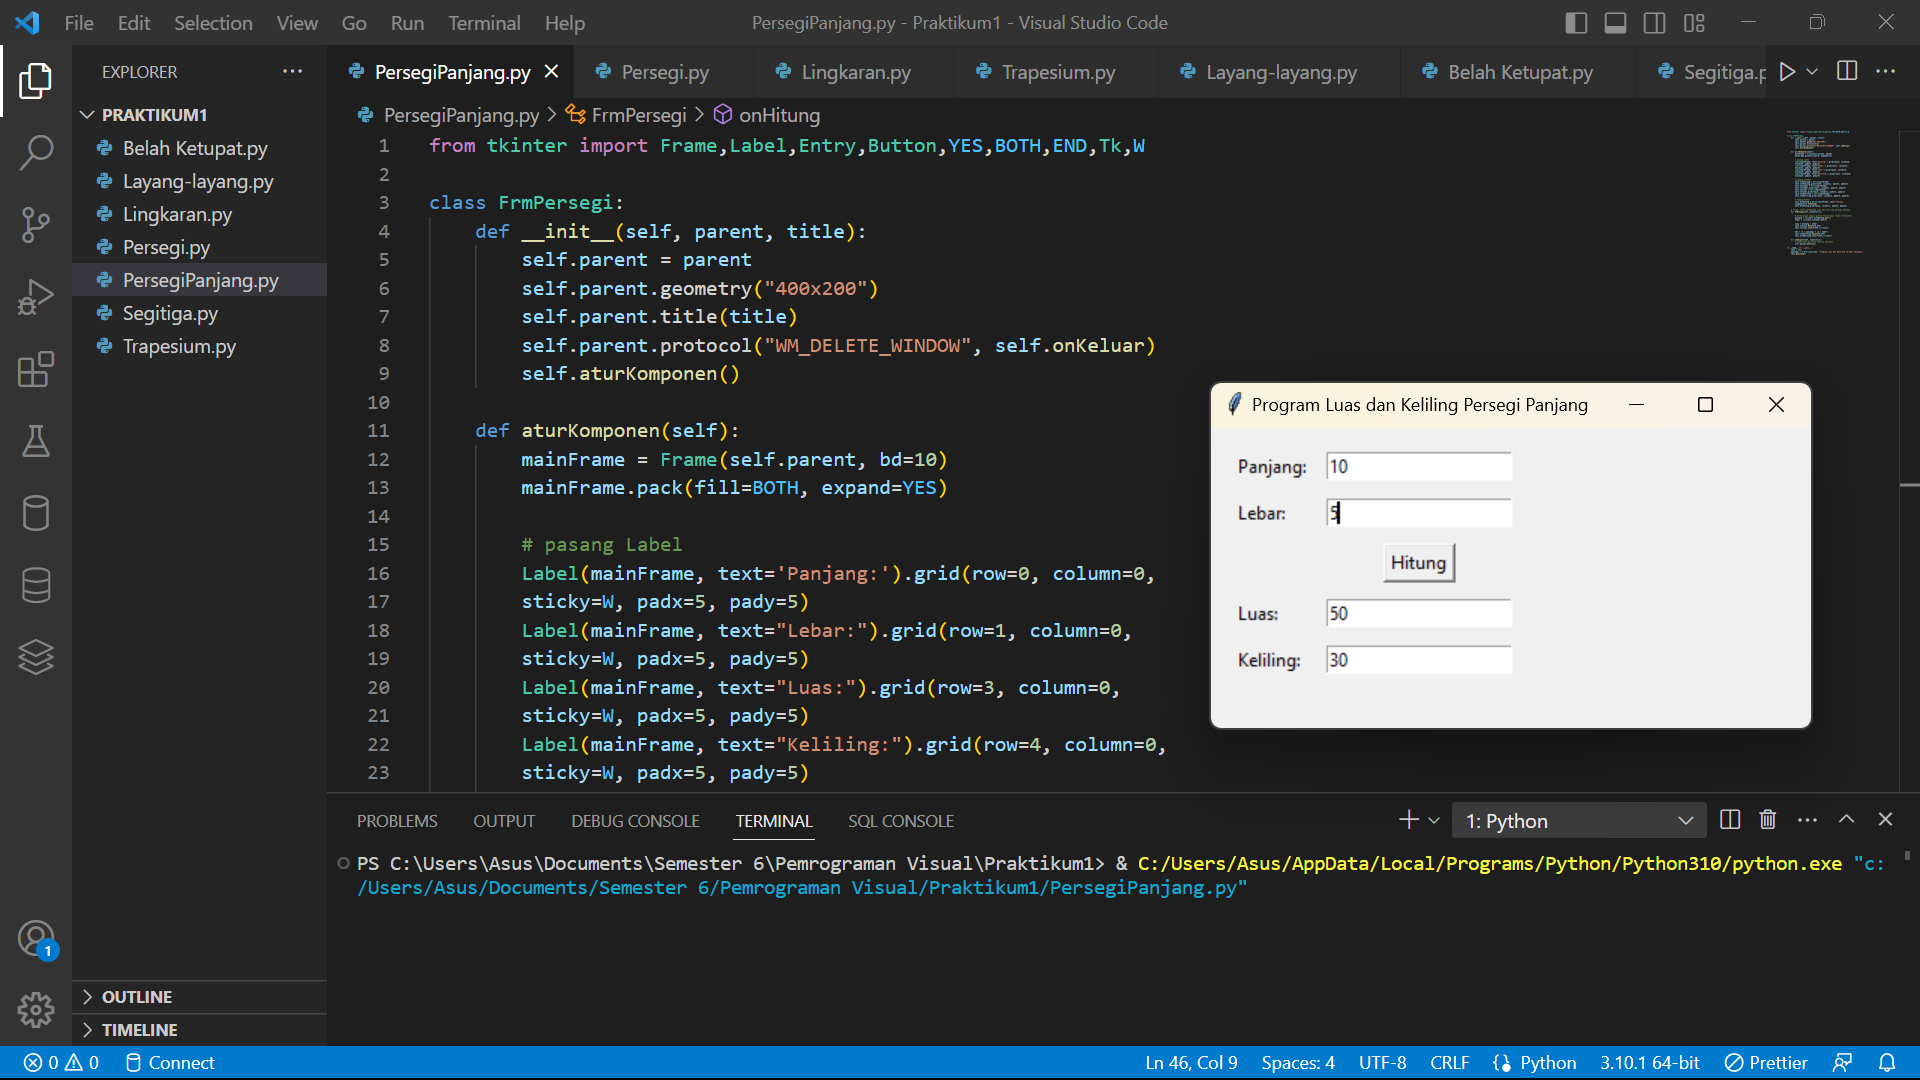 File Edit Selection View Go Run Terminal Help
PersegiPanjang.py - Praktikum1 - Visual Studio Code
EXPLORER
PRAKTIKUM1
Belah Ketupat.py
Layang-layang.py
Lingkaran.py
Persegi.py
PersegiPanjang.py
Segitiga.py
Trapesium.py
OUTLINE
TIMELINE
1
PersegiPanjang.py Persegi.py Lingkaran.py Trapesium.py Layang-layang.py Belah Ketupat.py Segitiga.p
PersegiPanjang.py > FrmPersegi > onHitung
1 from tkinter import Frame,Label,Entry,Button,YES,BOTH,END,Tk,W
2
3 class FrmPersegi:
4 def __init__(self, parent, title):
5 self.parent = parent
6 self.parent.geometry("400x200")
7 self.parent.title(title)
8 self.parent.protocol("WM_DELETE_WINDOW", self.onKeluar)
9 self.aturKomponen()
10
11 def aturKomponen(self):
12 mainFrame = Frame(self.parent, bd=10)
13 mainFrame.pack(fill=BOTH, expand=YES)
14
15 # pasang Label
16 Label(mainFrame, text='Panjang:').grid(row=0, column=0,
17 sticky=W, padx=5, pady=5)
18 Label(mainFrame, text="Lebar:").grid(row=1, column=0,
19 sticky=W, padx=5, pady=5)
20 Label(mainFrame, text="Luas:").grid(row=3, column=0,
21 sticky=W, padx=5, pady=5)
22 Label(mainFrame, text="Keliling:").grid(row=4, column=0,
23 sticky=W, padx=5, pady=5)
Program Luas dan Keliling Persegi Panjang
Panjang: 10
Lebar: 5
Hitung
Luas: 50
Keliling: 30
PROBLEMS OUTPUT DEBUG CONSOLE TERMINAL SQL CONSOLE
1: Python
PS C:\Users\Asus\Documents\Semester 6\Pemrograman Visual\Praktikum1> & C:/Users/Asus/AppData/Local/Programs/Python/Python310/python.exe "c:
/Users/Asus/Documents/Semester 6/Pemrograman Visual/Praktikum1/PersegiPanjang.py"
0 0 Connect
Ln 46, Col 9 Spaces: 4 UTF-8 CRLF Python 3.10.1 64-bit Prettier